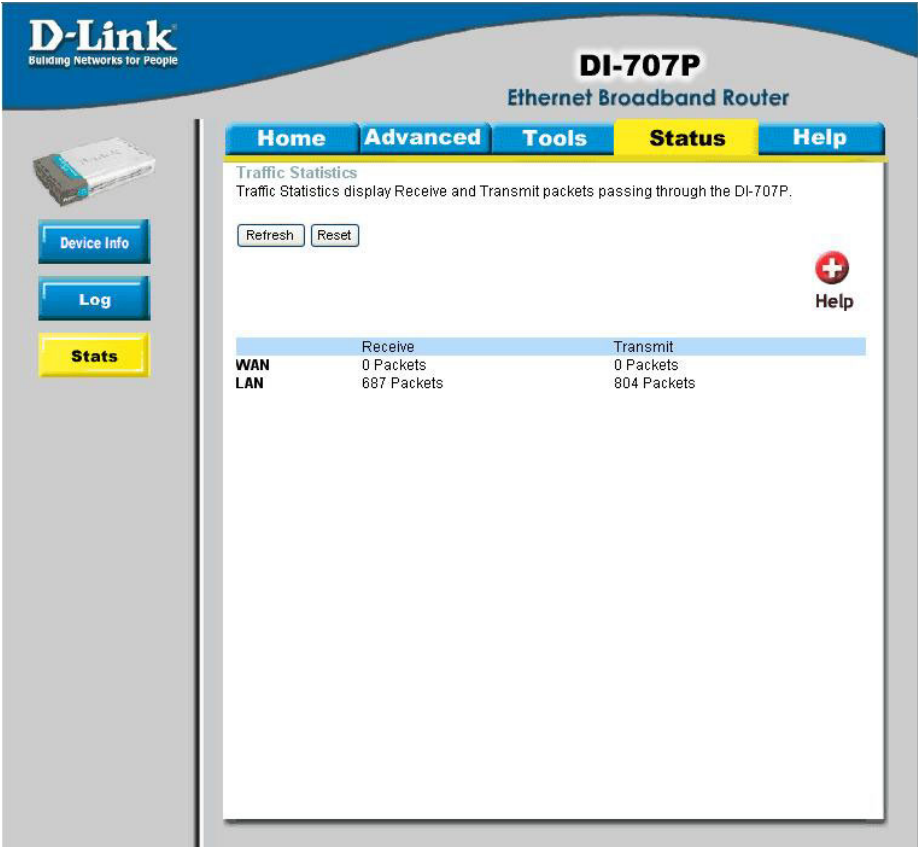 D-Link
Building Networks for People
DI-707P
Ethernet Broadband Router
Home Advanced Tools Status Help
Device Info
Log
Stats
Traffic Statistics
Traffic Statistics display Receive and Transmit packets passing through the DI-707P.
Refresh Reset
Help
Receive Transmit
WAN 0 Packets 0 Packets
LAN 687 Packets 804 Packets